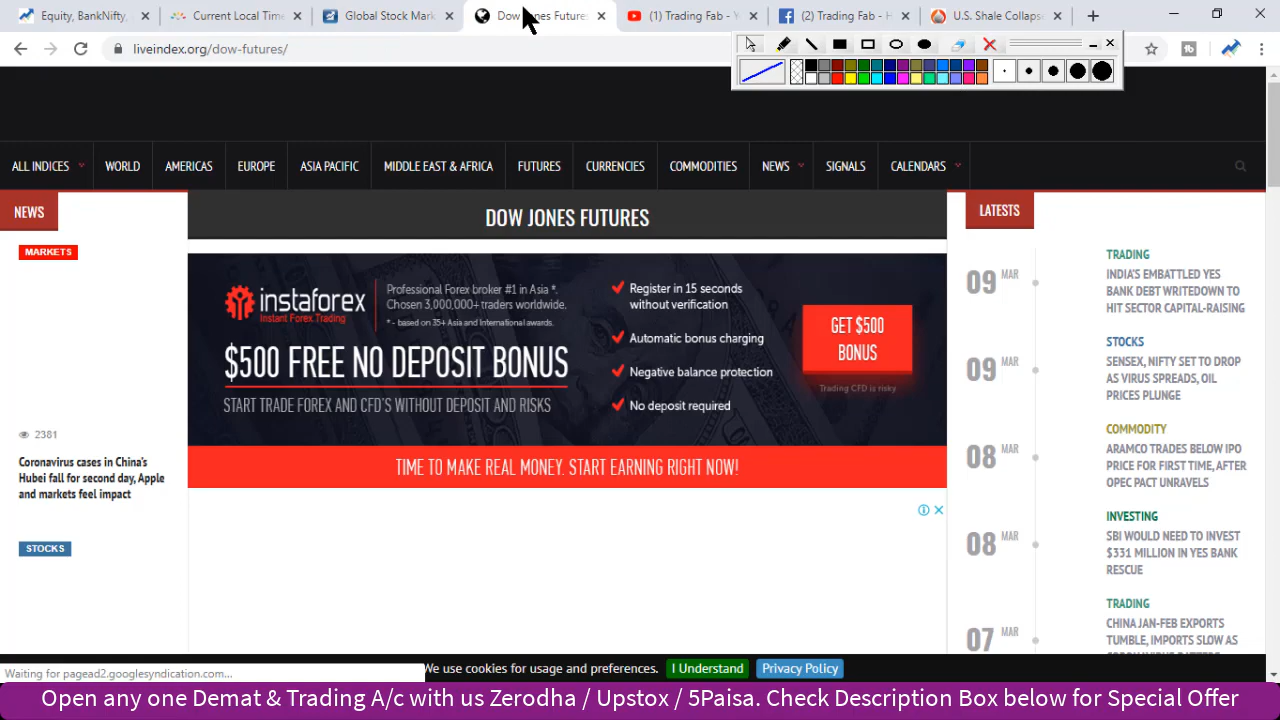 Equity, BankNifty,
Current Local Time
Global Stock Mark
Dow Jones Futures
(1) Trading Fab - Y
(2) Trading Fab - H
U.S. Shale Collapse
liveindex.org/dow-futures/
ALL INDICES
WORLD
AMERICAS
EUROPE
ASIA PACIFIC
MIDDLE EAST & AFRICA
FUTURES
CURRENCIES
COMMODITIES
NEWS
SIGNALS
CALENDARS
NEWS
MARKETS
2381
Coronavirus cases in China's
Hubei fall for second day, Apple
and markets feel impact
STOCKS
DOW JONES FUTURES
instaforex
Instant Forex Trading
Professional Forex broker #1 in Asia *.
Chosen 3,000,000+ traders worldwide.
* - based on 35+ Asia and International awards.
$500 FREE NO DEPOSIT BONUS
START TRADE FOREX AND CFD'S WITHOUT DEPOSIT AND RISKS
Register in 15 seconds
without verification
Automatic bonus charging
Negative balance protection
No deposit required
GET $500
BONUS
Trading CFD is risky
TIME TO MAKE REAL MONEY. START EARNING RIGHT NOW!
LATESTS
09 MAR
TRADING
INDIA'S EMBATTLED YES
BANK DEBT WRITEDOWN TO
HIT SECTOR CAPITAL-RAISING
09 MAR
STOCKS
SENSEX, NIFTY SET TO DROP
AS VIRUS SPREADS, OIL
PRICES PLUNGE
08 MAR
COMMODITY
ARAMCO TRADES BELOW IPO
PRICE FOR FIRST TIME, AFTER
OPEC PACT UNRAVELS
08 MAR
INVESTING
SBI WOULD NEED TO INVEST
$331 MILLION IN YES BANK
RESCUE
07 MAR
TRADING
CHINA JAN-FEB EXPORTS
TUMBLE, IMPORTS SLOW AS
Waiting for pagead2.googlesyndication.com...
We use cookies for usage and preferences.
I Understand
Privacy Policy
Open any one Demat & Trading A/c with us Zerodha / Upstox / 5Paisa. Check Description Box below for Special Offer